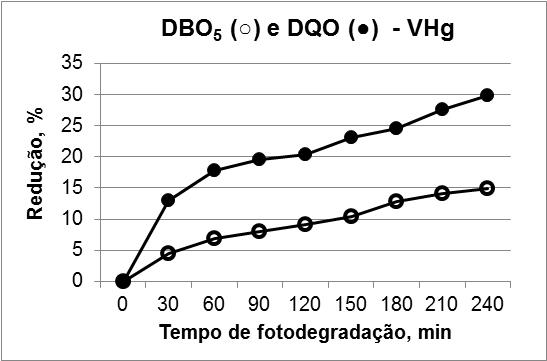 DBO₅ (○) e DQO (●) - VHg
Redução, %
35
30
25
20
15
10
5
0
0 30 60 90 120 150 180 210 240
Tempo de fotodegradação, min